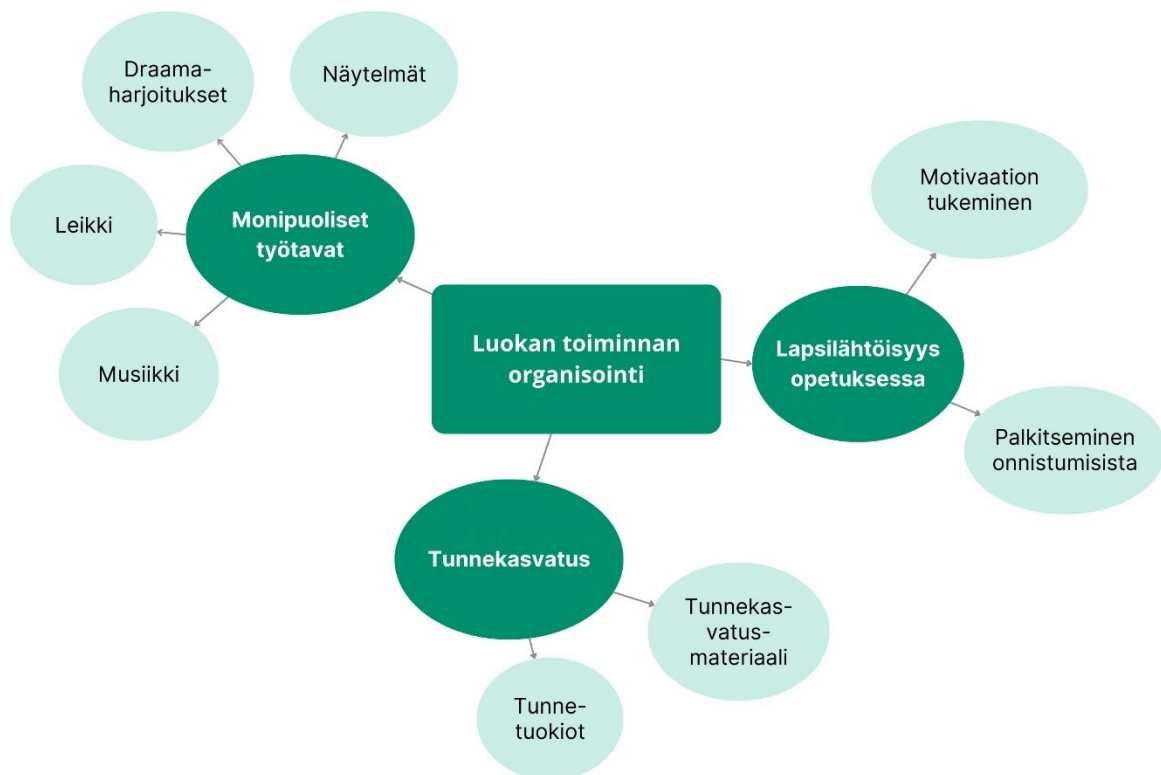 Draama-
harjoitukset
Näytelmät
Leikki
Monipuoliset
työtavat
Musiikki
Luokan toiminnan
organisointi
Motivaation
tukeminen
Lapsilähtöisyys
opetuksessa
Palkitseminen
onnistumisista
Tunnekasvatus
Tunnekas-
vatus-
materiaali
Tunne-
tuokiot